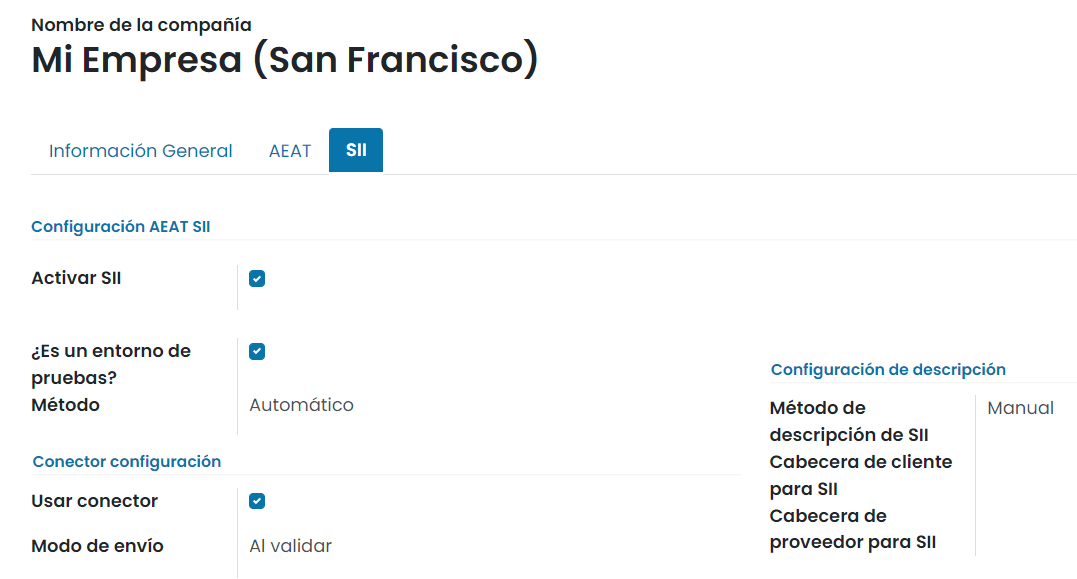 Nombre de la compañía
Mi Empresa (San Francisco)
Información General AEAT SII
Configuración AEAT SII
Activar SII
¿Es un entorno de
pruebas?
Método Automático
Conector configuración
Usar conector
Modo de envío Al validar
Configuración de descripción
Método de Manual
descripción de SII
Cabecera de cliente
para SII
Cabecera de
proveedor para SII